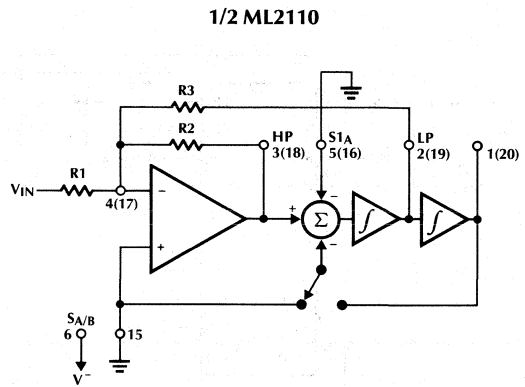 1/2 ML2110
R3
R2
HP
3(18)
S1A
5(16)
LP
2(19)
1(20)
R1
VIN
4(17)
−
+
+
Σ
−
−
∫
∫
SA/B
6
15
V−